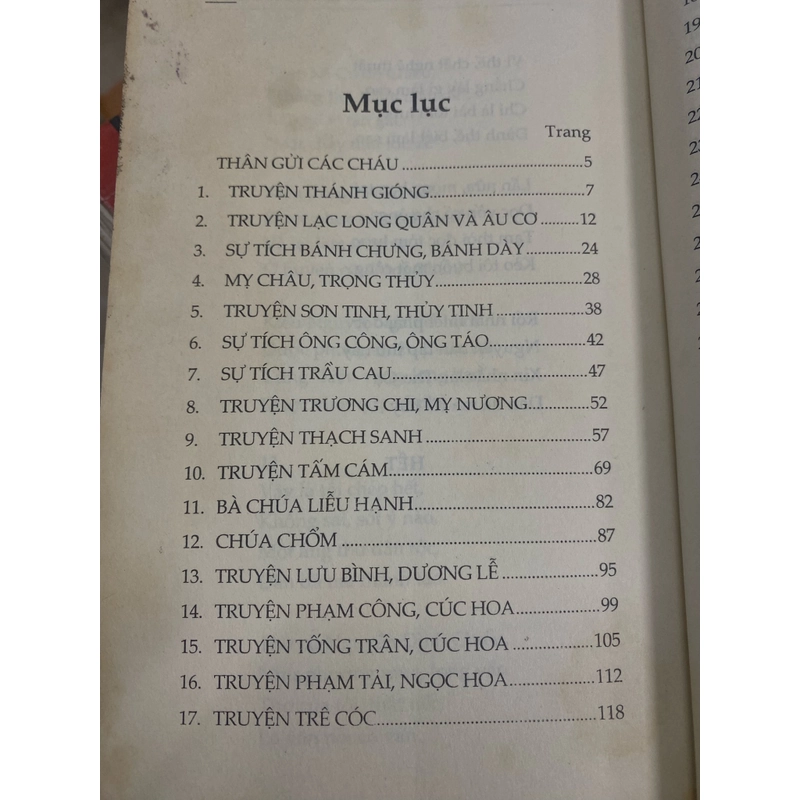 Mục lục
Trang
THÂN GỬI CÁC CHÁU.....................................5
1. TRUYỆN THÁNH GIÓNG...............................7
2. TRUYỆN LẠC LONG QUÂN VÀ ÂU CƠ.........12
3. SỰ TÍCH BÁNH CHƯNG, BÁNH DÀY............24
4. MỴ CHÂU, TRỌNG THỦY..............................28
5. TRUYỆN SƠN TINH, THỦY TINH...................38
6. SỰ TÍCH ÔNG CÔNG, ÔNG TÁO...................42
7. SỰ TÍCH TRẦU CAU.......................................47
8. TRUYỆN TRƯƠNG CHI, MỴ NƯƠNG............52
9. TRUYỆN THẠCH SANH.................................57
10. TRUYỆN TẤM CÁM......................................69
11. BÀ CHÚA LIỄU HẠNH.................................82
12. CHÚA CHỔM...............................................87
13. TRUYỆN LƯU BÌNH, DƯƠNG LỄ..................95
14. TRUYỆN PHẠM CÔNG, CÚC HOA...............99
15. TRUYỆN TỐNG TRÂN, CÚC HOA...............105
16. TRUYỆN PHẠM TẢI, NGỌC HOA................112
17. TRUYỆN TRÊ CÓC......................................118
19
20
21